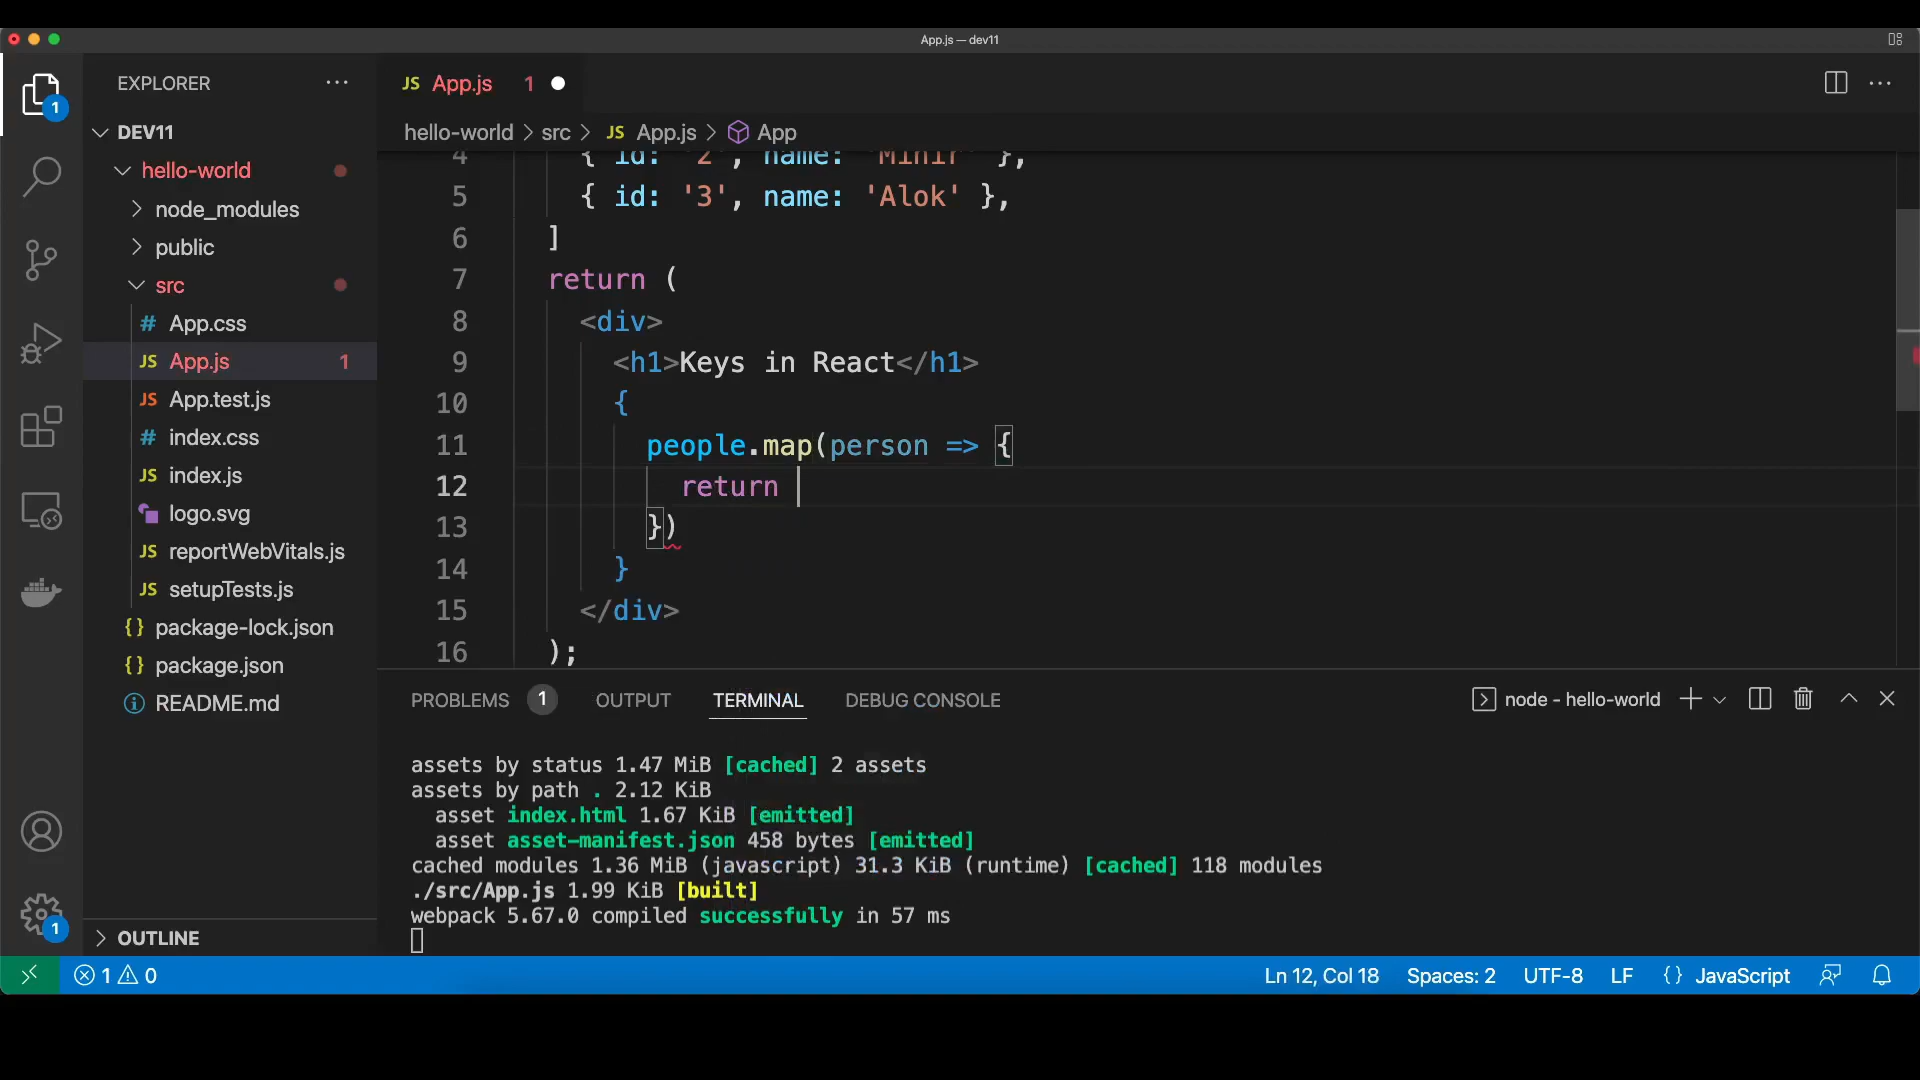 App.js — dev11
EXPLORER
JS App.js 1
1
DEV11
hello-world > src > JS App.js > App
hello-world
node_modules
public
src
# App.css
JS App.js 1
JS App.test.js
# index.css
JS index.js
logo.svg
JS reportWebVitals.js
JS setupTests.js
{} package-lock.json
{} package.json
README.md
4 { id: '2', name: 'Mihir' },
5 { id: '3', name: 'Alok' },
6 ]
7 return (
8 <div>
9 <h1>Keys in React</h1>
10 {
11 people.map(person => {
12 return
13 })
14 }
15 </div>
16 );
PROBLEMS 1 OUTPUT TERMINAL DEBUG CONSOLE node - hello-world
assets by status 1.47 MiB [cached] 2 assets
assets by path . 2.12 KiB
asset index.html 1.67 KiB [emitted]
asset asset-manifest.json 458 bytes [emitted]
cached modules 1.36 MiB (javascript) 31.3 KiB (runtime) [cached] 118 modules
./src/App.js 1.99 KiB [built]
webpack 5.67.0 compiled successfully in 57 ms
1
OUTLINE
1 0 Ln 12, Col 18 Spaces: 2 UTF-8 LF {} JavaScript